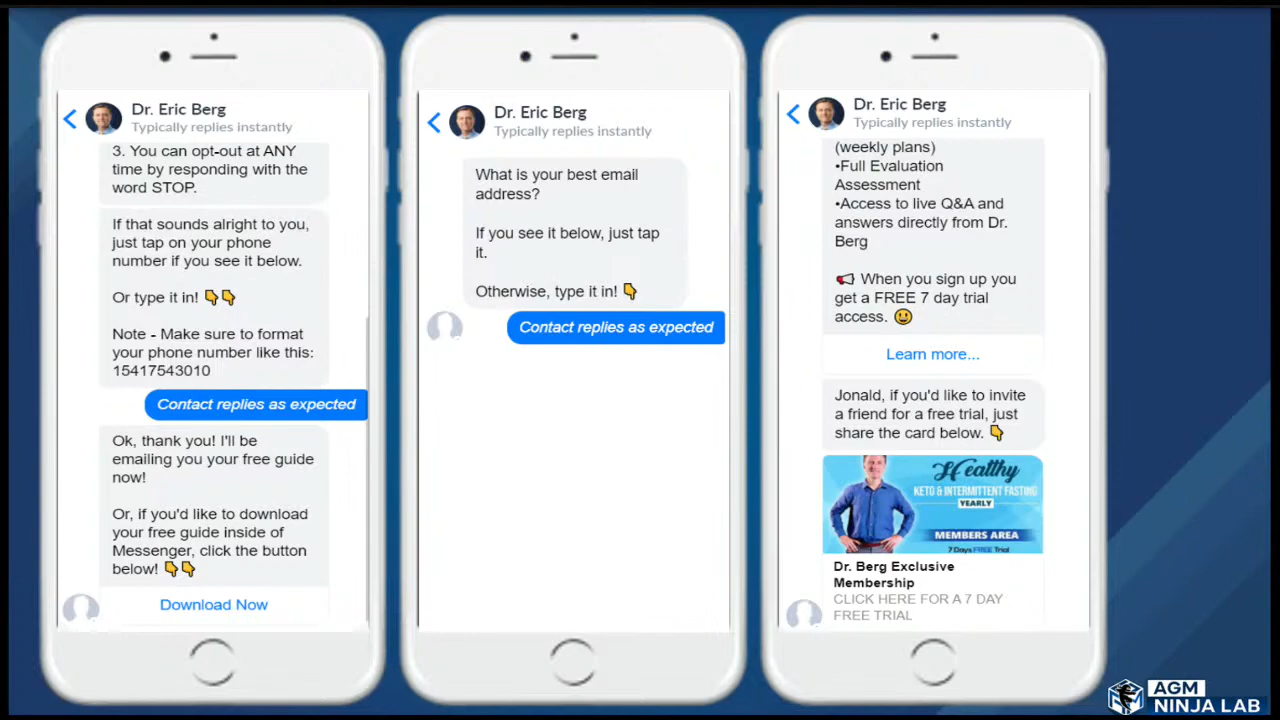 Dr. Eric Berg
Typically replies instantly
3. You can opt-out at ANY
time by responding with the
word STOP.
If that sounds alright to you,
just tap on your phone
number if you see it below.
Or type it in! 👇👇
Note - Make sure to format
your phone number like this:
15417543010
Contact replies as expected
Ok, thank you! I'll be
emailing you your free guide
now!
Or, if you'd like to download
your free guide inside of
Messenger, click the button
below! 👇👇
Download Now
Dr. Eric Berg
Typically replies instantly
What is your best email
address?
If you see it below, just tap
it.
Otherwise, type it in! 👇
Contact replies as expected
Dr. Eric Berg
Typically replies instantly
(weekly plans)
•Full Evaluation
Assessment
•Access to live Q&A and
answers directly from Dr.
Berg
📢 When you sign up you
get a FREE 7 day trial
access. 🙂
Learn more...
Jonald, if you'd like to invite
a friend for a free trial, just
share the card below. 👇
Healthy
KETO & INTERMITTENT FASTING
YEARLY
MEMBERS AREA
7 Days FREE Trial
Dr. Berg Exclusive
Membership
CLICK HERE FOR A 7 DAY
FREE TRIAL
AGM
NINJA LAB